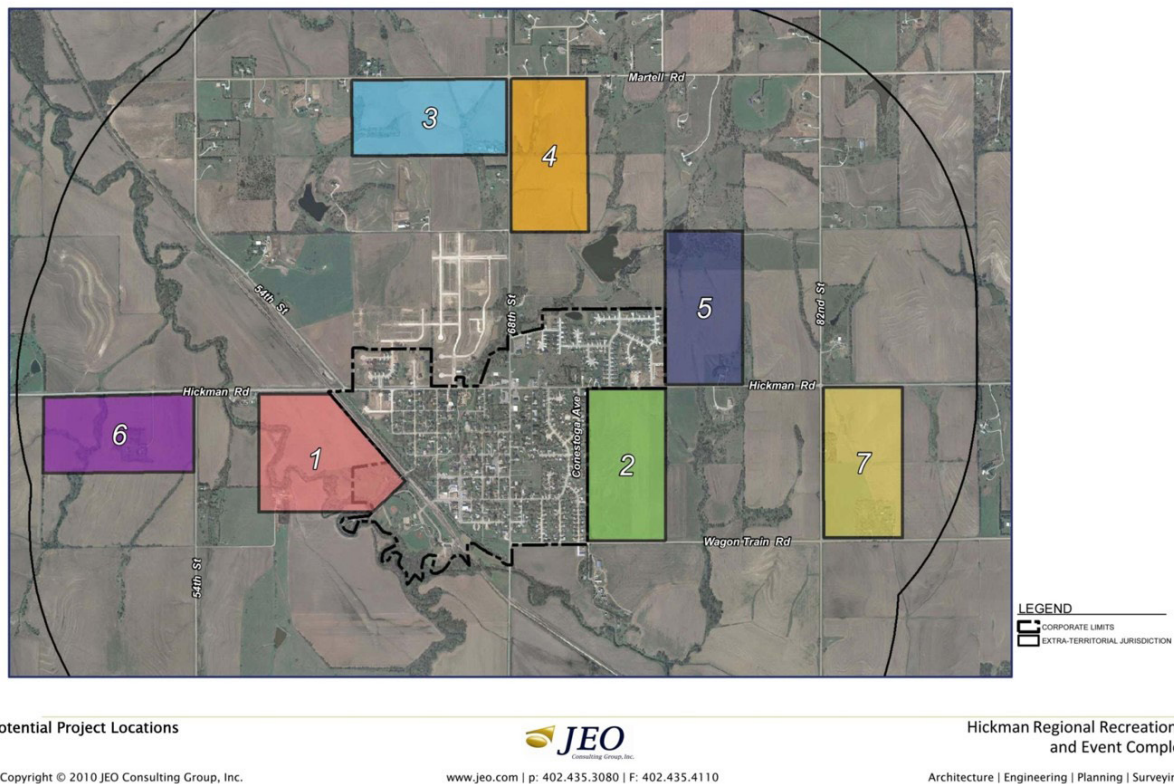 Martell Rd
3
4
54th St
68th St
5
82nd St
Hickman Rd
Hickman Rd
6
1
Conestoga Ave
2
7
Wagon Train Rd
54th St
LEGEND
CORPORATE LIMITS
EXTRA-TERRITORIAL JURISDICTION
otential Project Locations
JEO
Consulting Group, Inc.
Hickman Regional Recreation
and Event Comple
Copyright © 2010 JEO Consulting Group, Inc.
www.jeo.com | p: 402.435.3080 | F: 402.435.4110
Architecture | Engineering | Planning | Surveyin